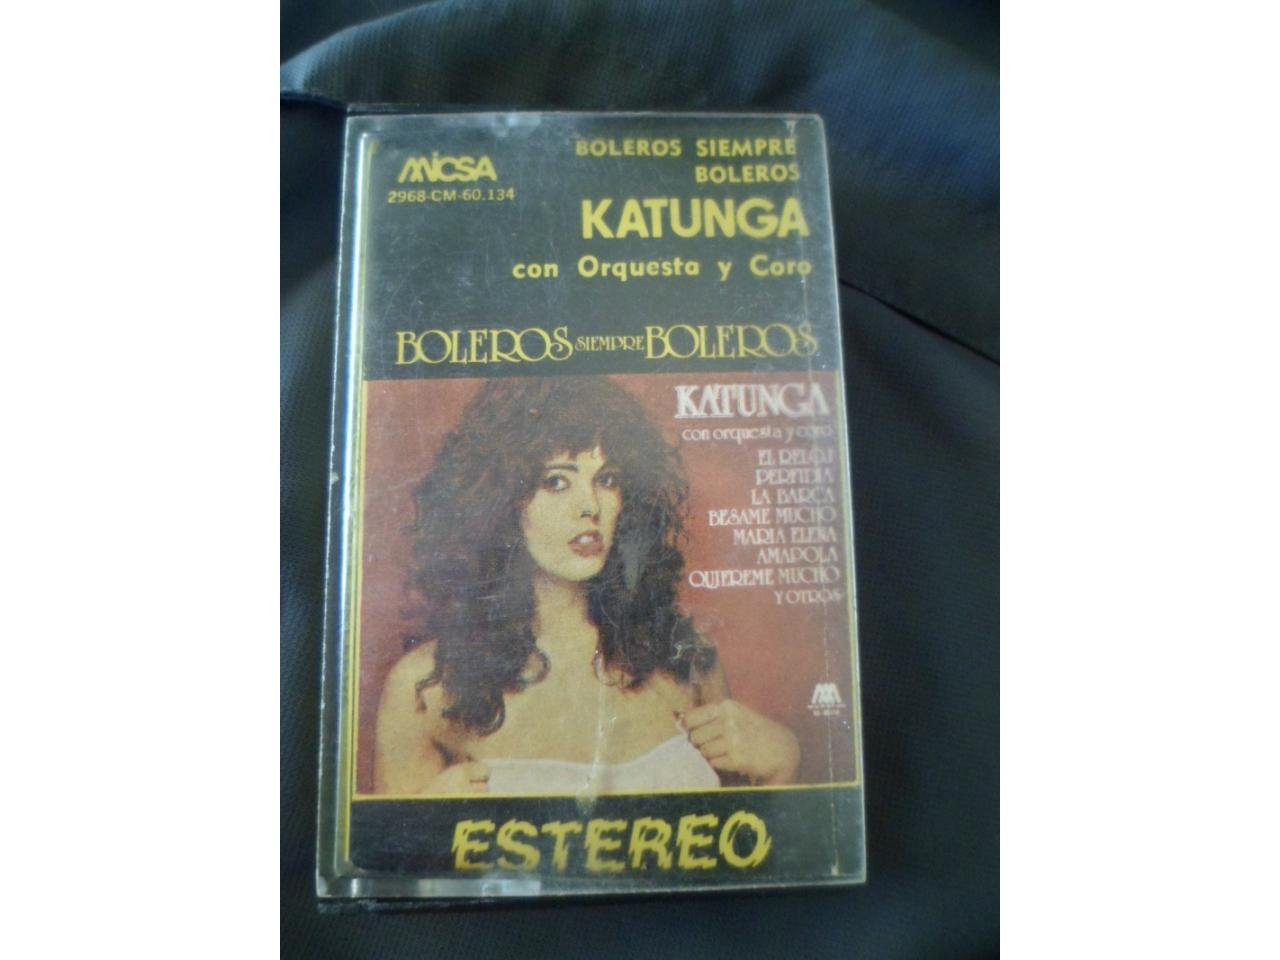 MICSA
2968-CM-60.134
BOLEROS SIEMPRE
BOLEROS
KATUNGA
con Orquesta y Coro
BOLEROS SIEMPRE BOLEROS
KATUNGA
con orquesta y coro
EL RELOJ
PERFIDIA
LA BARCA
BESAME MUCHO
MARIA ELENA
AMAPOLA
QUIEREME MUCHO
Y OTROS
ESTEREO